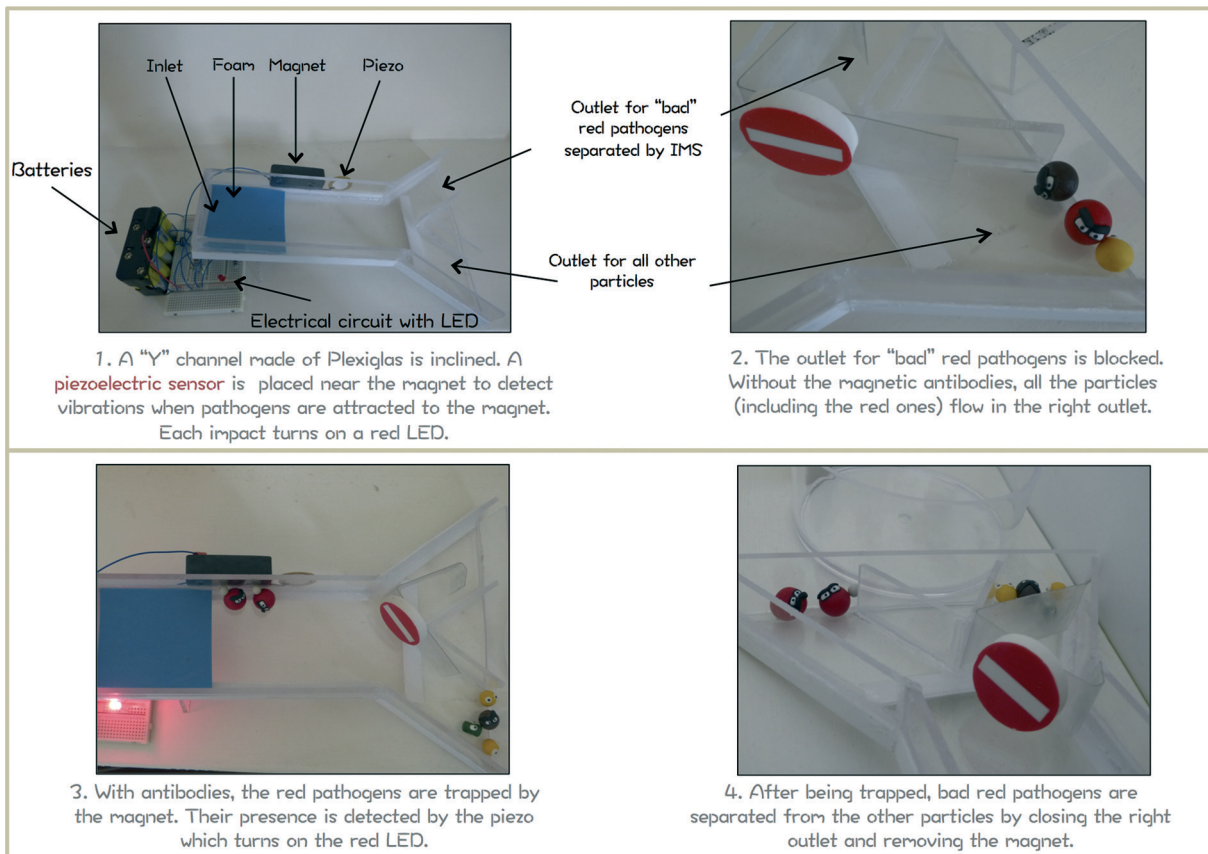 Inlet
Foam
Magnet
Piezo
Batteries
Electrical circuit with LED
Outlet for “bad”
red pathogens
separated by IMS
Outlet for all other
particles
1. A “Y” channel made of Plexiglas is inclined. A
piezoelectric sensor is placed near the magnet to detect
vibrations when pathogens are attracted to the magnet.
Each impact turns on a red LED.
2. The outlet for “bad” red pathogens is blocked.
Without the magnetic antibodies, all the particles
(including the red ones) flow in the right outlet.
3. With antibodies, the red pathogens are trapped by
the magnet. Their presence is detected by the piezo
which turns on the red LED.
4. After being trapped, bad red pathogens are
separated from the other particles by closing the right
outlet and removing the magnet.